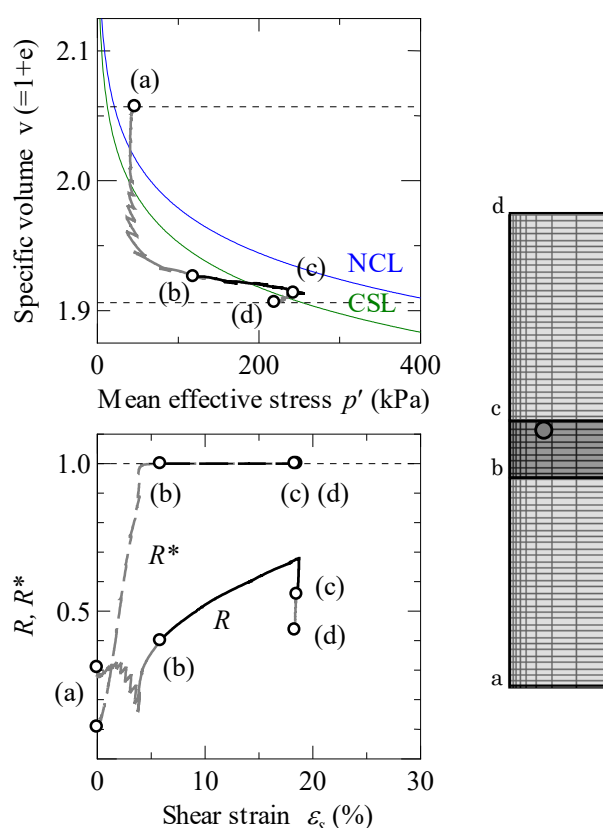 2.1
2.0
1.9
Specific volume v (=1+e)
(a)
(b)
(c)
(d)
NCL
CSL
0
200
400
Mean effective stress p′ (kPa)
1.0
0.5
R, R*
(a)
(b)
(b)
(c) (d)
R*
R
(c)
(d)
0
10
20
30
Shear strain εs (%)
d
c
b
a